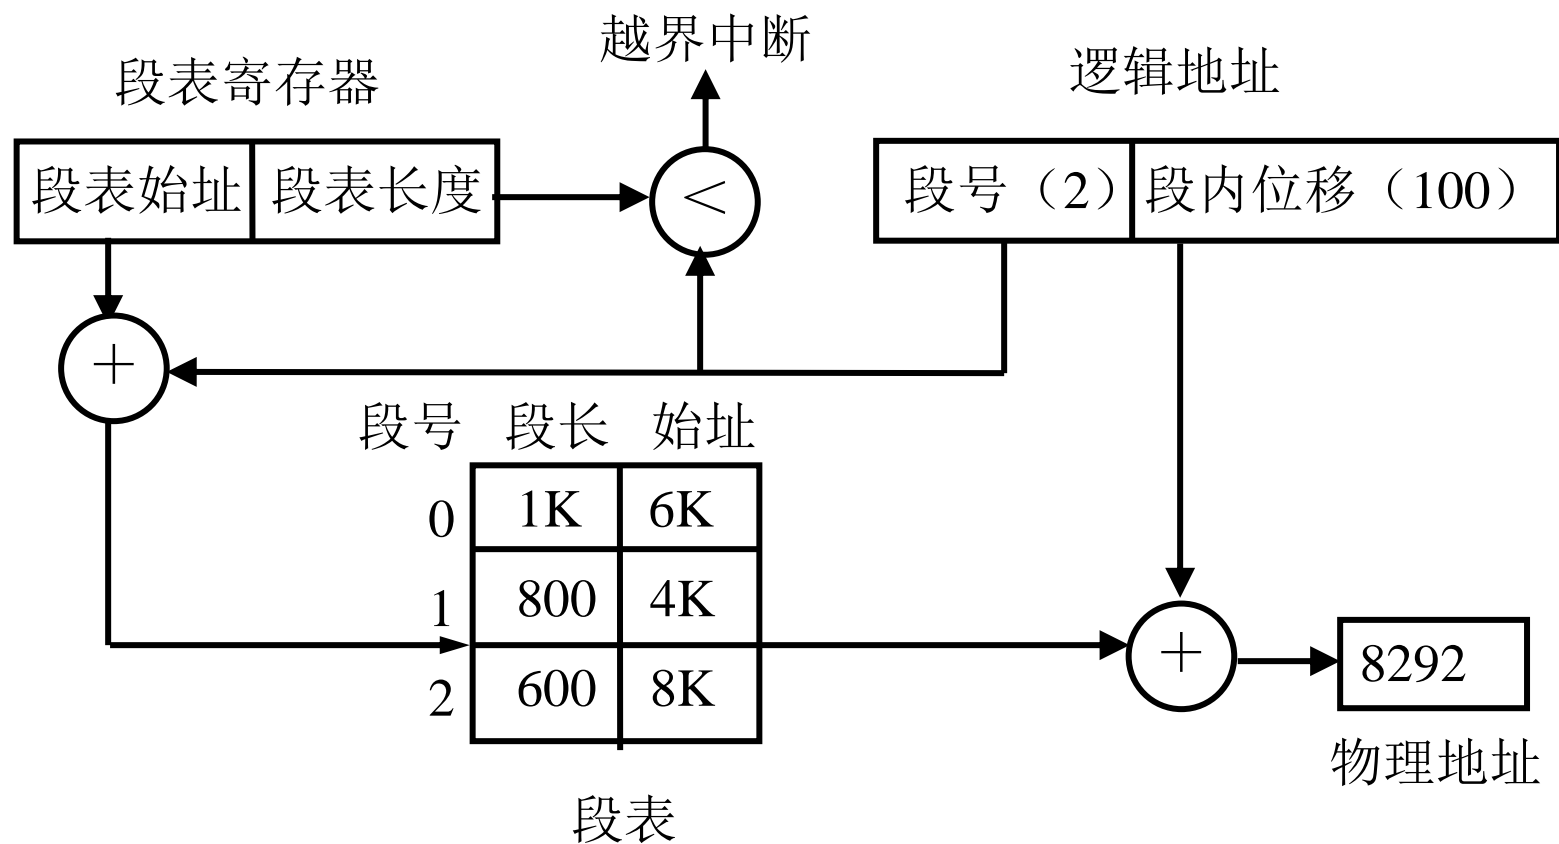 越界中断
段表寄存器
逻辑地址
段表始址 段表长度
<
段号（2） 段内位移（100）
+
段号 段长 始址
0 1K 6K
1 800 4K
2 600 8K
+
8292
物理地址
段表